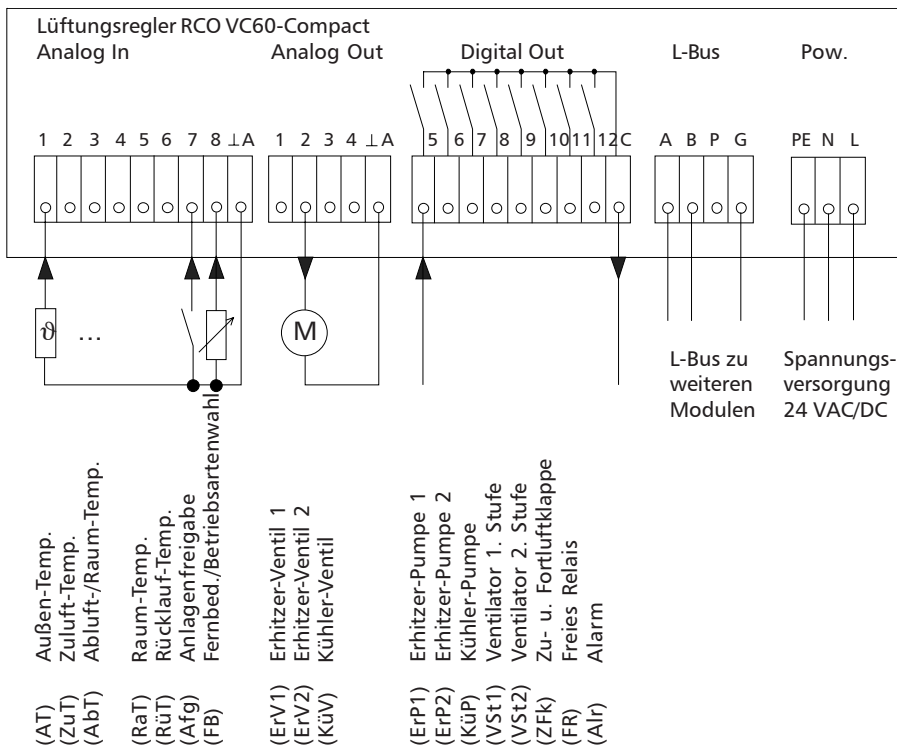 Lüftungsregler RCO VC60-Compact
Analog In Analog Out Digital Out L-Bus Pow.
1 2 3 4 5 6 7 8 ⊥A 1 2 3 4 ⊥A 5 6 7 8 9 10 11 12 C A B P G PE N L
ϑ ... M
L-Bus zu
weiteren
Modulen
Spannungs-
versorgung
24 VAC/DC
(AT) Außen-Temp.
(ZuT) Zuluft-Temp.
(AbT) Abluft-/Raum-Temp.
(RaT) Raum-Temp.
(RüT) Rücklauf-Temp.
(Afg) Anlagenfreigabe
(FB) Fernbed./Betriebsartenwahl
(ErV1) Erhitzer-Ventil 1
(ErV2) Erhitzer-Ventil 2
(KüV) Kühler-Ventil
(ErP1) Erhitzer-Pumpe 1
(ErP2) Erhitzer-Pumpe 2
(KüP) Kühler-Pumpe
(VSt1) Ventilator 1. Stufe
(VSt2) Ventilator 2. Stufe
(ZFk) Zu- u. Fortluftklappe
(FR) Freies Relais
(Alr) Alarm